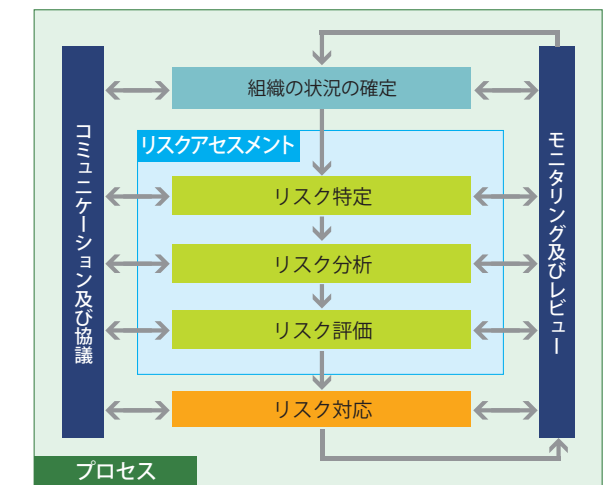 組織の状況の確定
コミュニケーション及び協議
リスクアセスメント
リスク特定
リスク分析
リスク評価
リスク対応
モニタリング及びレビュー
プロセス